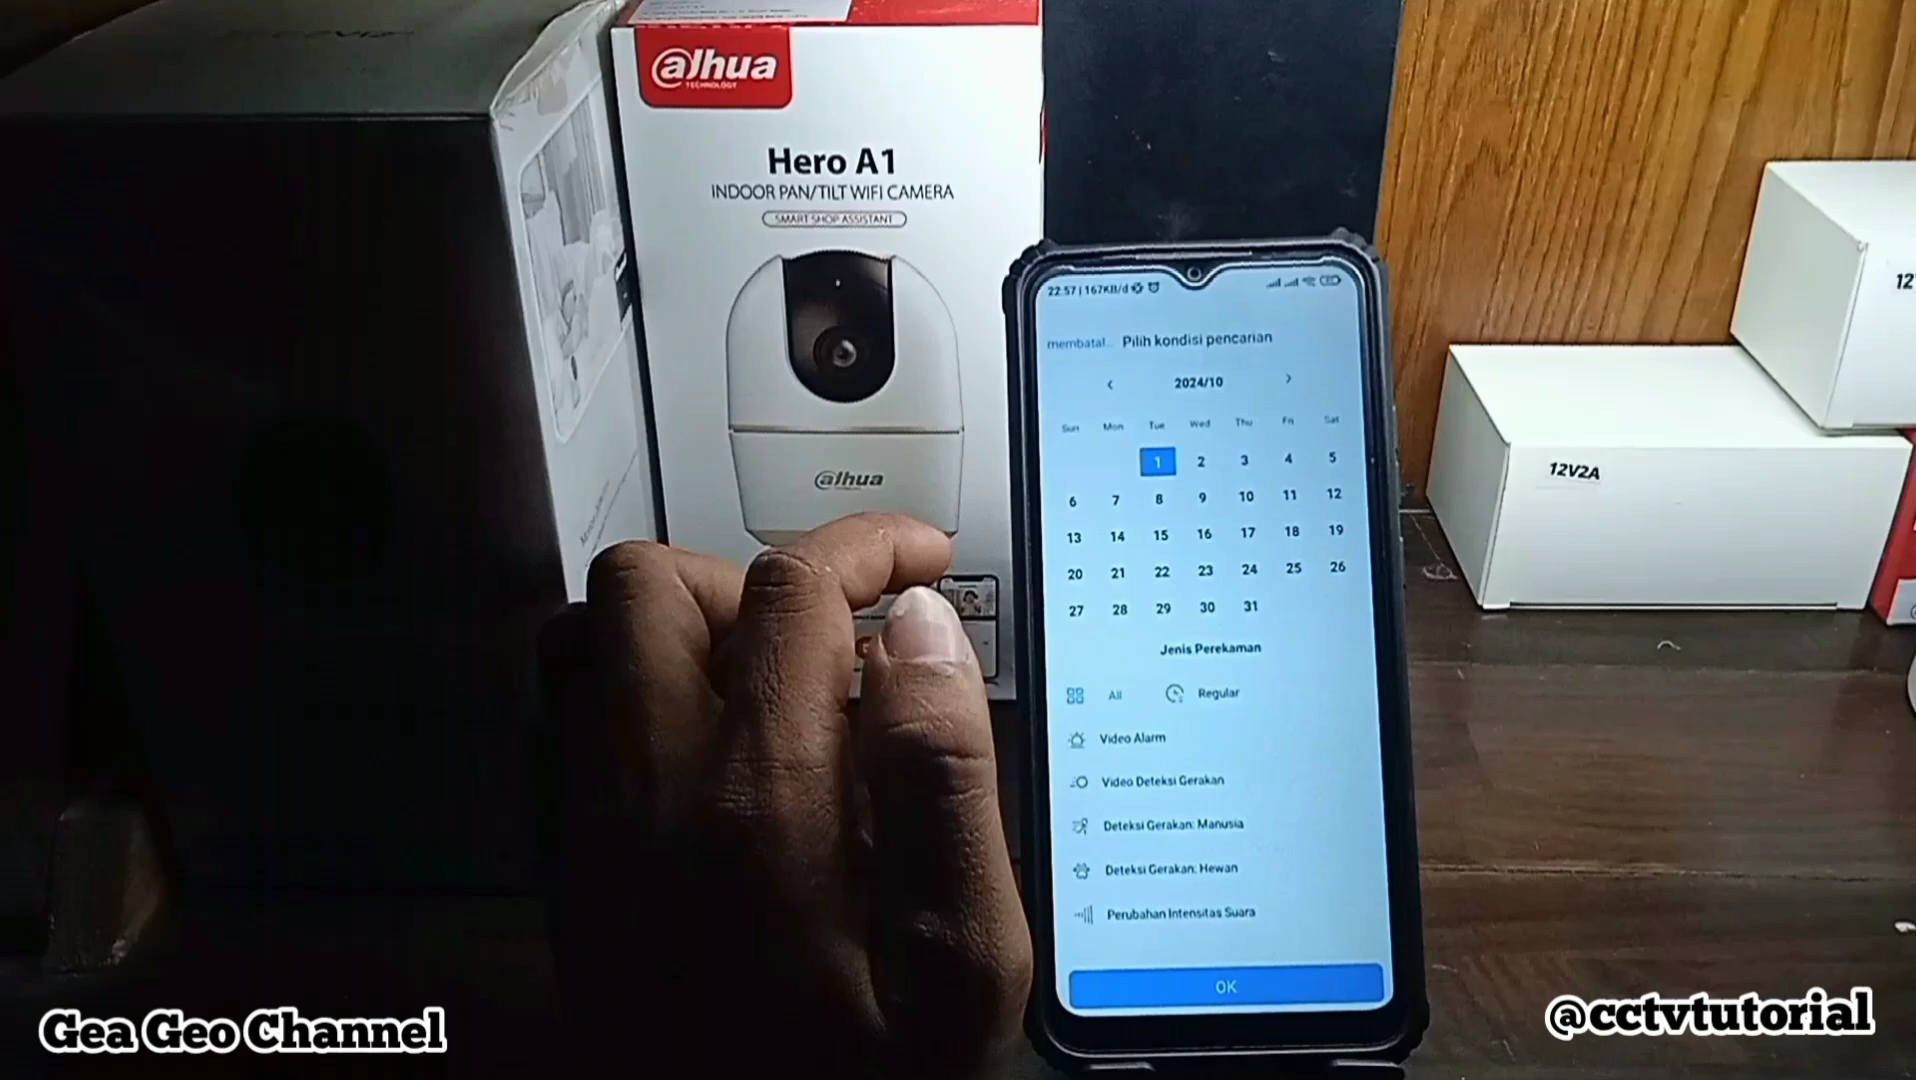 alhua
TECHNOLOGY
Hero A1
INDOOR PAN/TILT WIFI CAMERA
SMART SHOP ASSISTANT
alhua
22:57 | 167KB/d
membatal... Pilih kondisi pencarian
< 2024/10 >
Sun Mon Tue Wed Thu Fri Sat
1 2 3 4 5
6 7 8 9 10 11 12
13 14 15 16 17 18 19
20 21 22 23 24 25 26
27 28 29 30 31
Jenis Perekaman
All Regular
Video Alarm
Video Deteksi Gerakan
Deteksi Gerakan: Manusia
Deteksi Gerakan: Hewan
Perubahan Intensitas Suara
OK
12V2A
12
Gea Geo Channel
@cctvtutorial